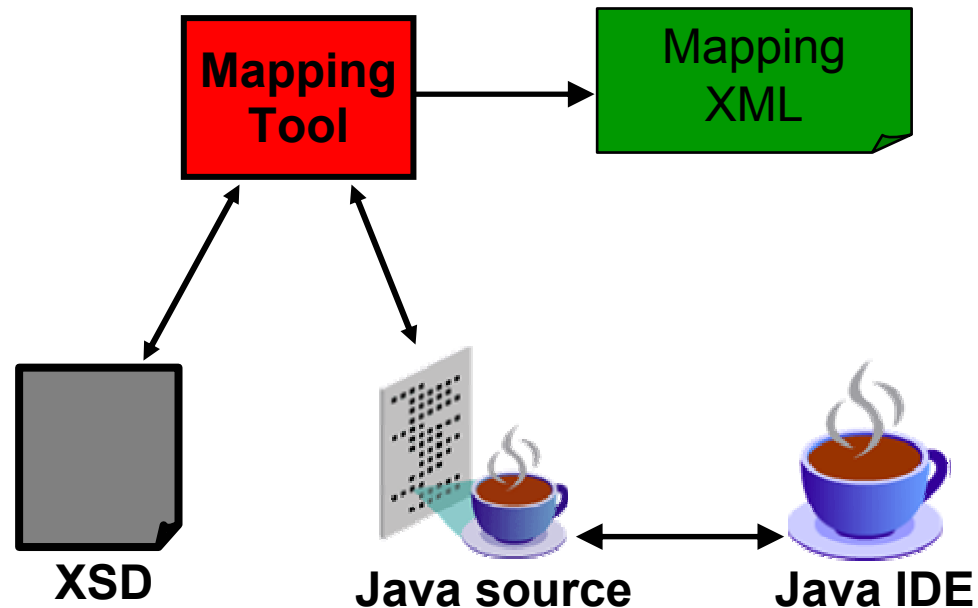 Mapping
Tool
Mapping
XML
XSD
Java source
Java IDE